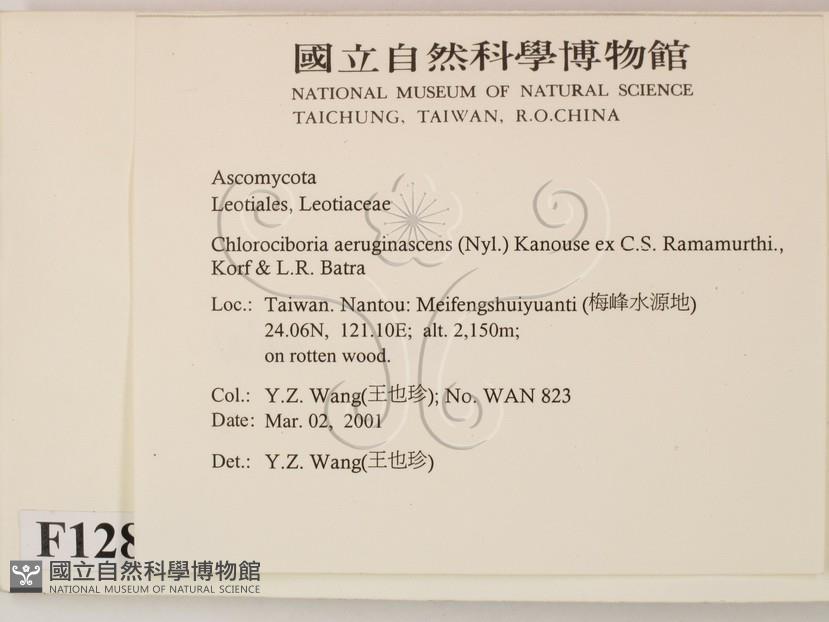 國立自然科學博物館
NATIONAL MUSEUM OF NATURAL SCIENCE
TAICHUNG, TAIWAN, R.O.CHINA
Ascomycota
Leotiales, Leotiaceae
Chlorociboria aeruginascens (Nyl.) Kanouse ex C.S. Ramamurthi.,
Korf & L.R. Batra
Loc.: Taiwan. Nantou: Meifengshuiyuanti (梅峰水源地)
24.06N, 121.10E; alt. 2,150m;
on rotten wood.
Col.: Y.Z. Wang(王也珍); No. WAN 823
Date: Mar. 02, 2001
Det.: Y.Z. Wang(王也珍)
F128
國立自然科學博物館
NATIONAL MUSEUM OF NATURAL SCIENCE